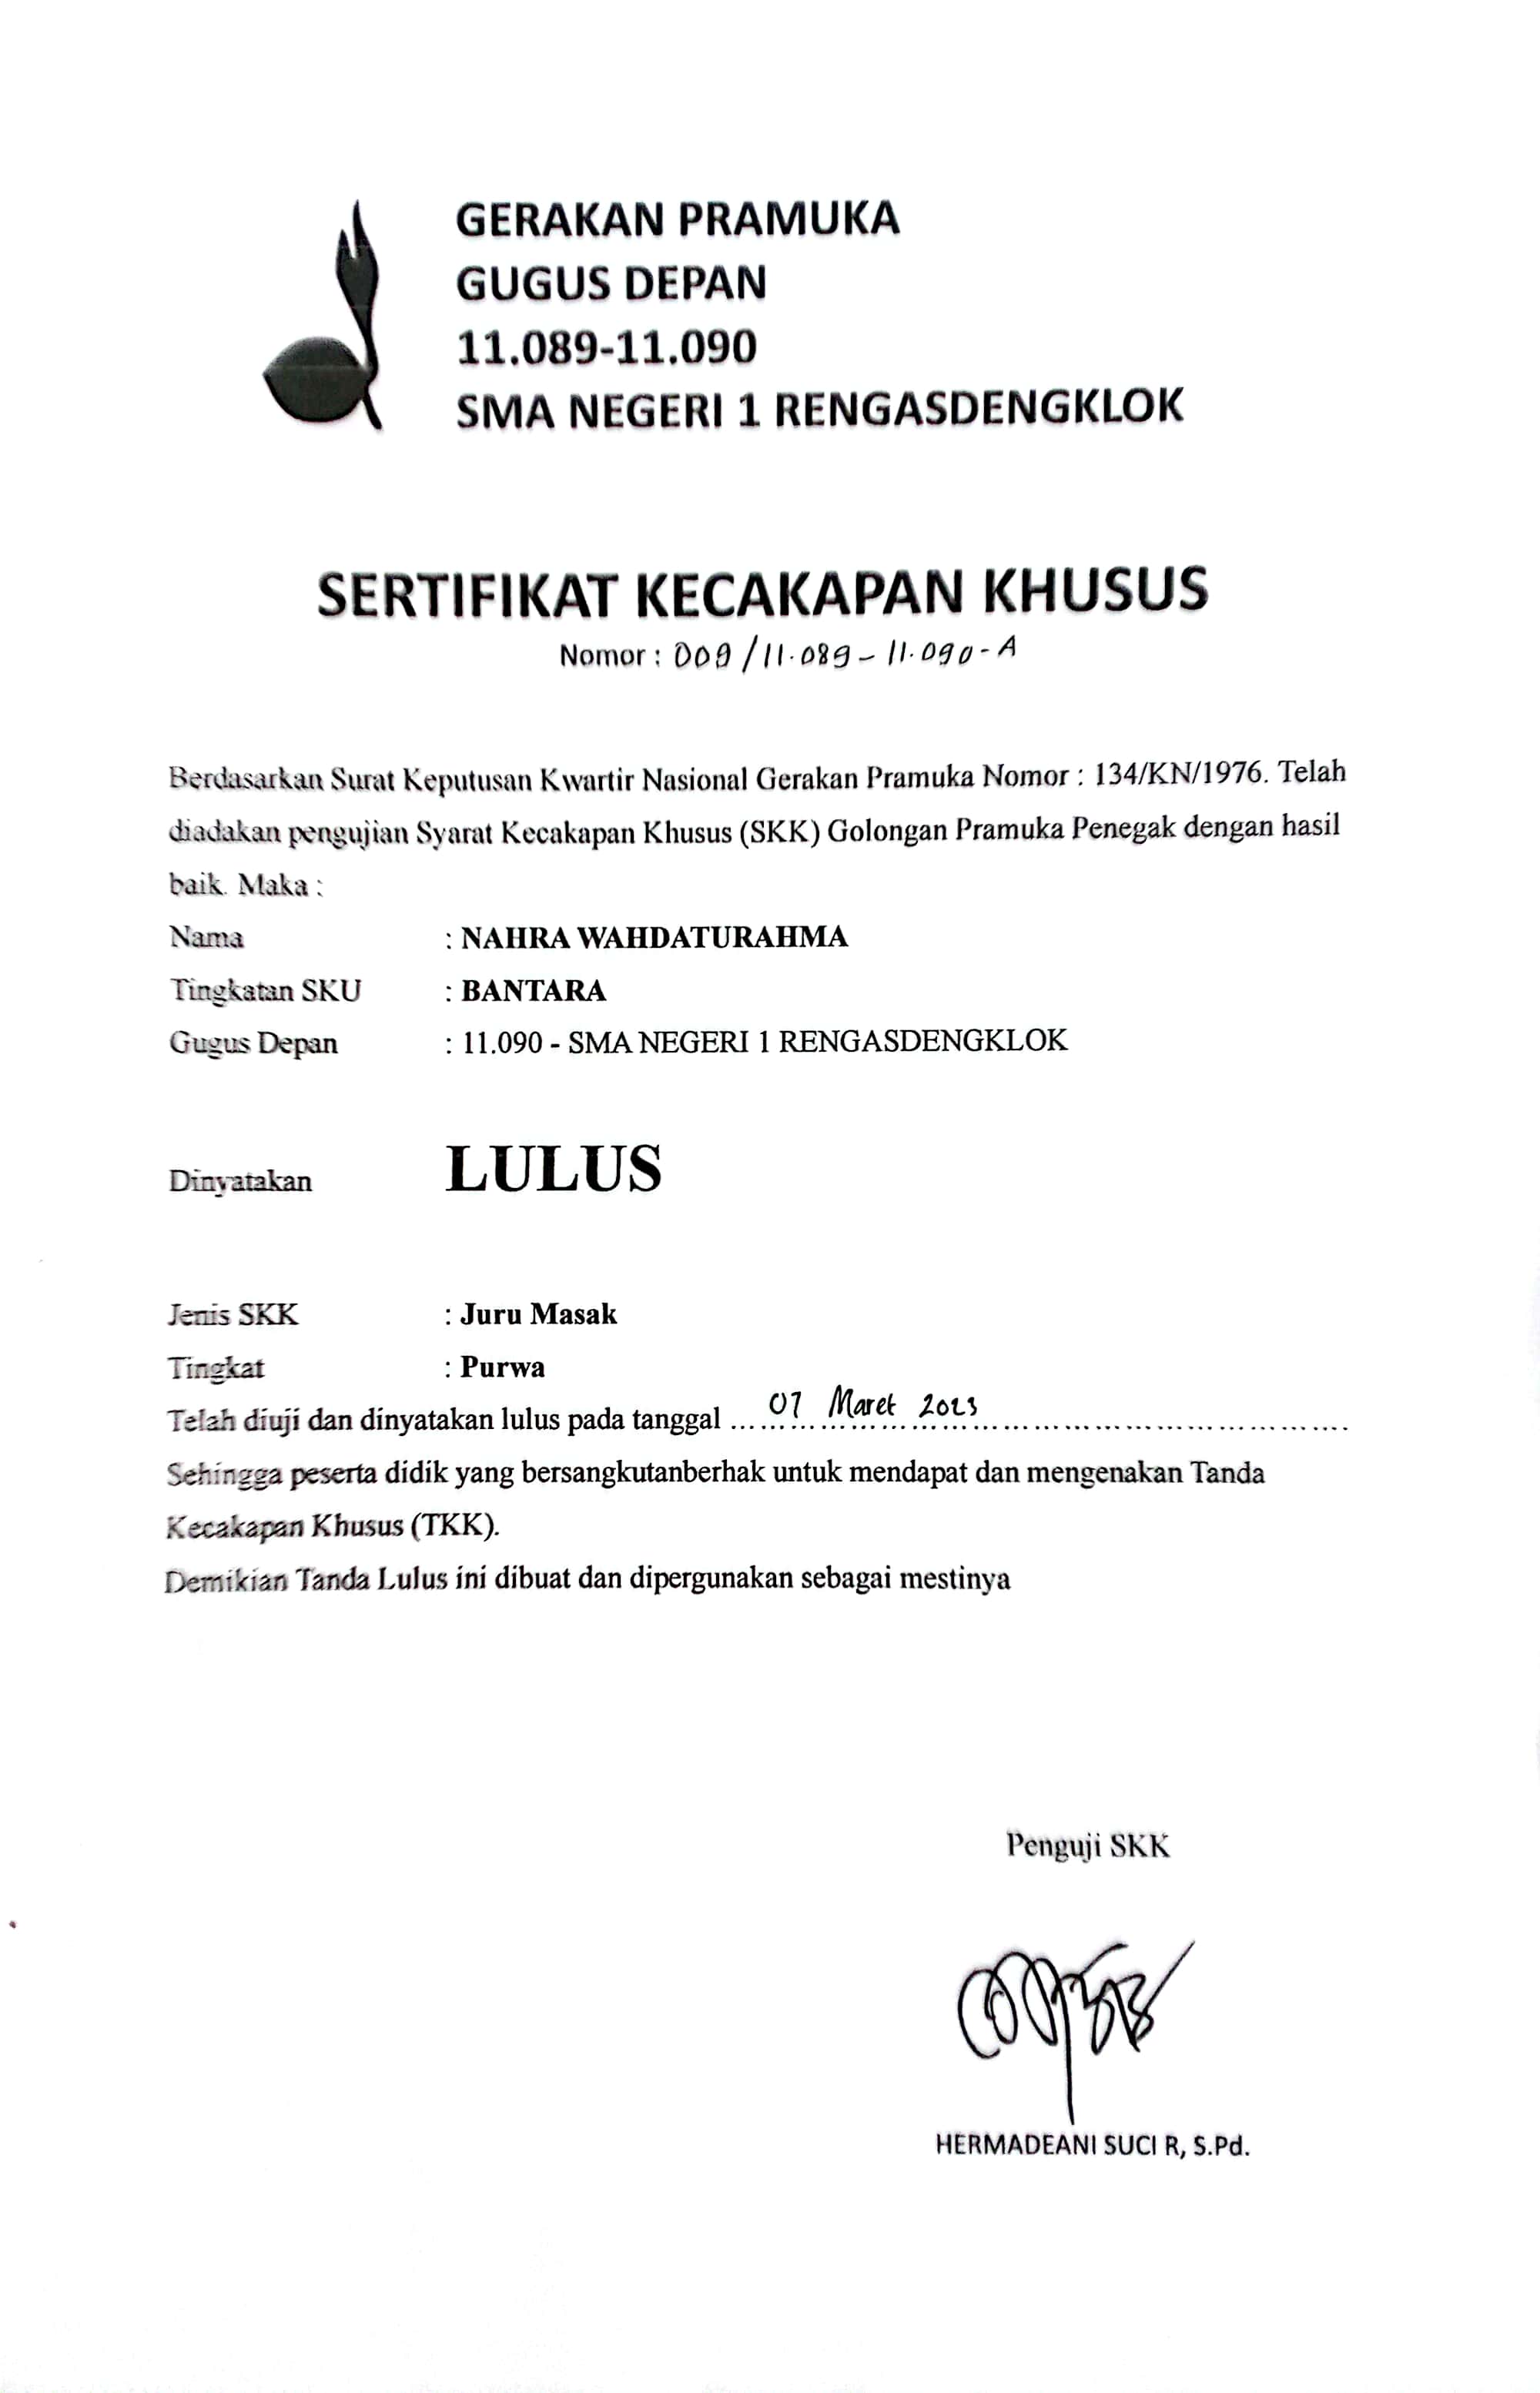 GERAKAN PRAMUKA
GUGUS DEPAN
11.089-11.090
SMA NEGERI 1 RENGASDENGKLOK
SERTIFIKAT KECAKAPAN KHUSUS
Nomor : 009/11.089-11.090-A
Berdasarkan Surat Keputusan Kwartir Nasional Gerakan Pramuka Nomor : 134/KN/1976. Telah
diadakan pengujian Syarat Kecakapan Khusus (SKK) Golongan Pramuka Penegak dengan hasil
baik. Maka :
Nama : NAHRA WAHDATURAHMA
Tingkatan SKU : BANTARA
Gugus Depan : 11.090 - SMA NEGERI 1 RENGASDENGKLOK
Dinyatakan LULUS
Jenis SKK : Juru Masak
Tingkat : Purwa
Telah diuji dan dinyatakan lulus pada tanggal 07 Maret 2023
Sehingga peserta didik yang bersangkutanberhak untuk mendapat dan mengenakan Tanda
Kecakapan Khusus (TKK).
Demikian Tanda Lulus ini dibuat dan dipergunakan sebagai mestinya
Penguji SKK
HERMADEANI SUCI R, S.Pd.